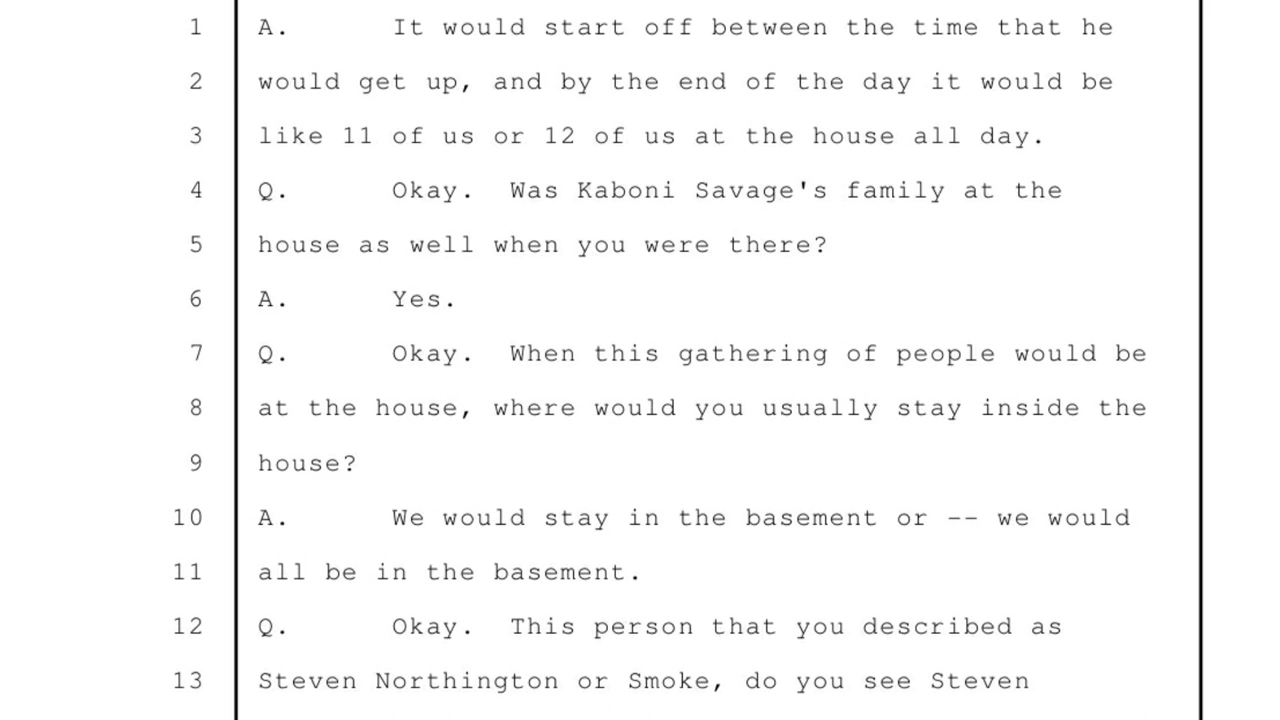 1 A. It would start off between the time that he
2 would get up, and by the end of the day it would be
3 like 11 of us or 12 of us at the house all day.
4 Q. Okay. Was Kaboni Savage's family at the
5 house as well when you were there?
6 A. Yes.
7 Q. Okay. When this gathering of people would be
8 at the house, where would you usually stay inside the
9 house?
10 A. We would stay in the basement or -- we would
11 all be in the basement.
12 Q. Okay. This person that you described as
13 Steven Northington or Smoke, do you see Steven